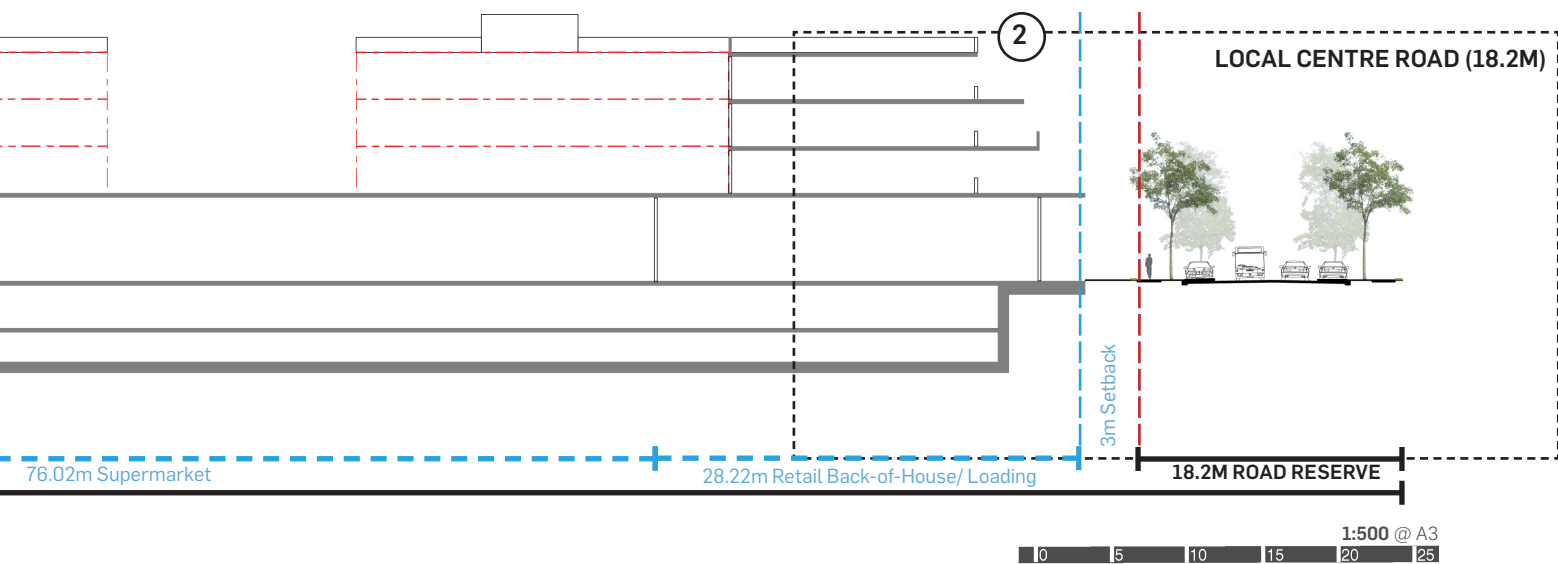 2
LOCAL CENTRE ROAD (18.2M)
3m Setback
76.02m Supermarket
28.22m Retail Back-of-House/ Loading
18.2M ROAD RESERVE
1:500 @ A3
0 5 10 15 20 25